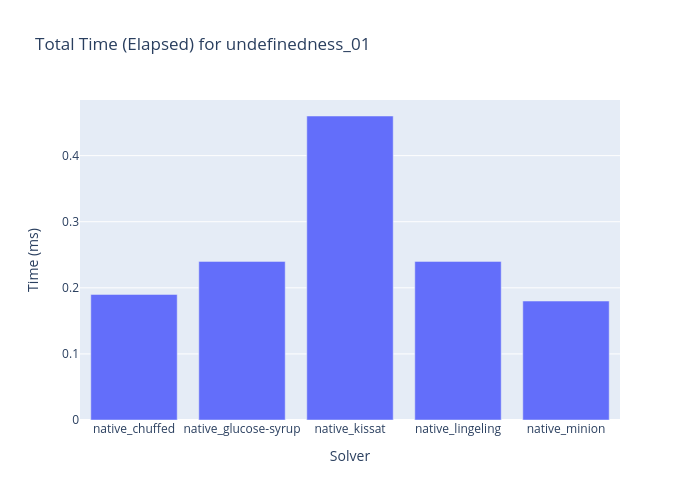 Total Time (Elapsed) for undefinedness_01
Time (ms)
0.4
0.3
0.2
0.1
0
native_chuffed native_glucose-syrup native_kissat native_lingeling native_minion
Solver